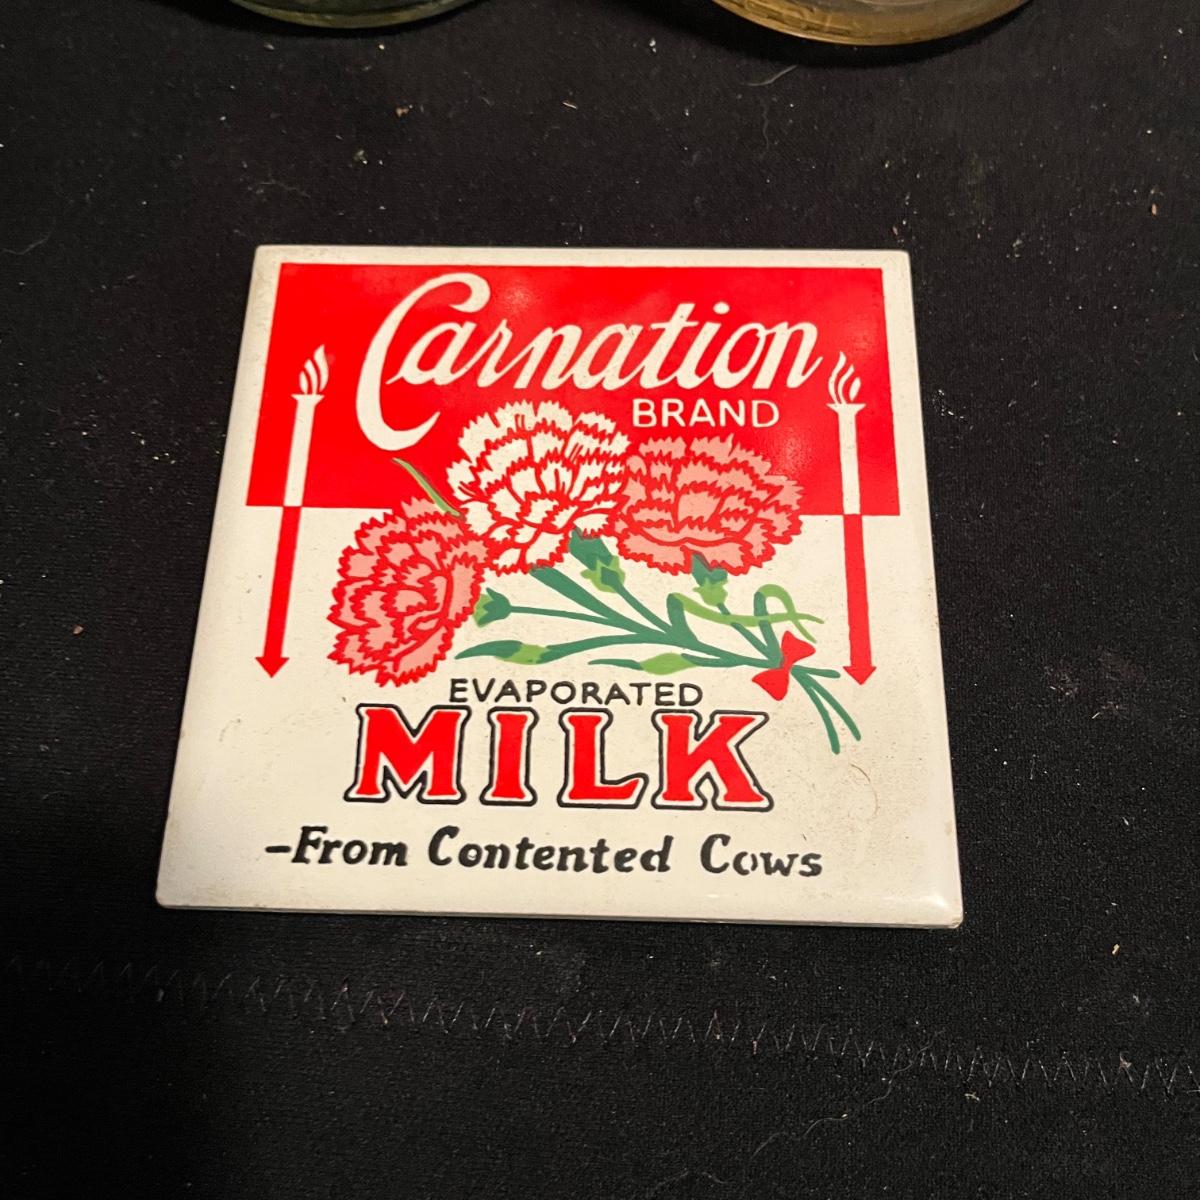 Carnation
BRAND
EVAPORATED
MILK
-From Contented Cows